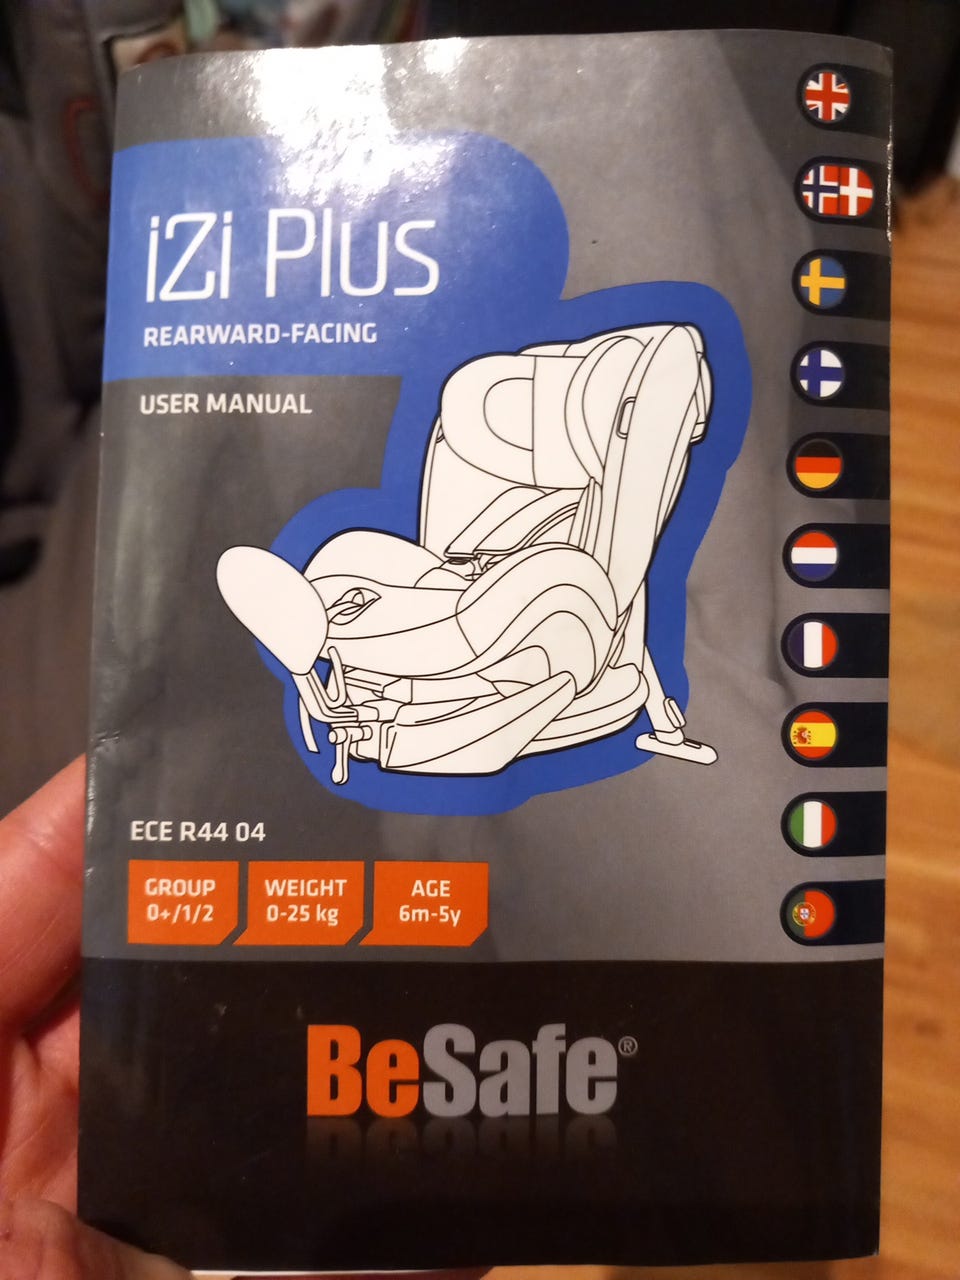 iZi Plus
REARWARD-FACING
USER MANUAL
ECE R44 04
GROUP
0+/1/2
WEIGHT
0-25 kg
AGE
6m-5y
BeSafe®